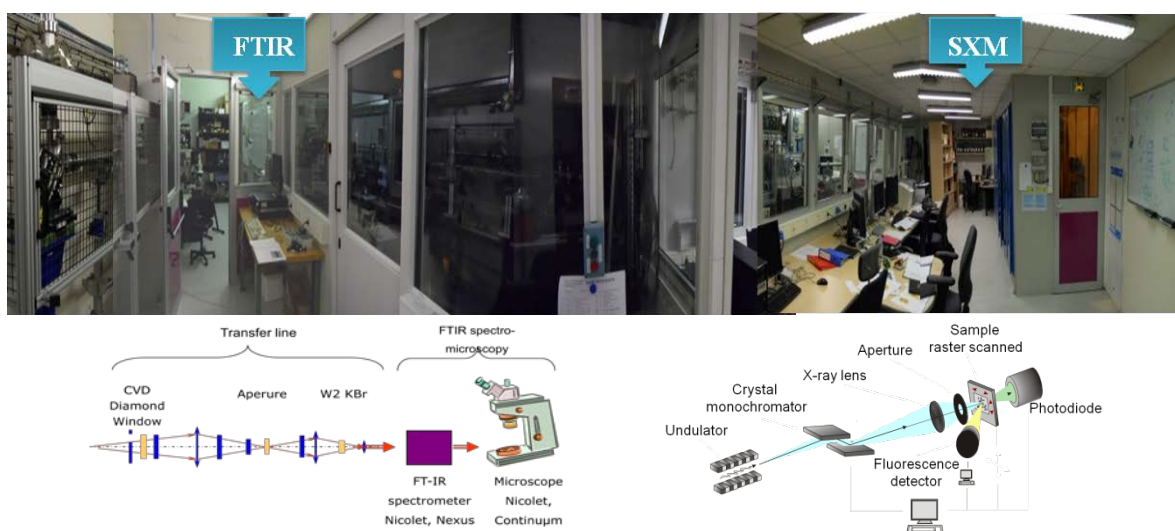 FTIR
SXM
Transfer line
FTIR spectro-
microscopy
CVD
Diamond
Window
Aperure
W2 KBr
FT-IR
spectrometer
Nicolet, Nexus
Microscope
Nicolet,
Continuµm
Sample
raster scanned
Aperture
X-ray lens
Crystal
monochromator
Undulator
Photodiode
Fluorescence
detector